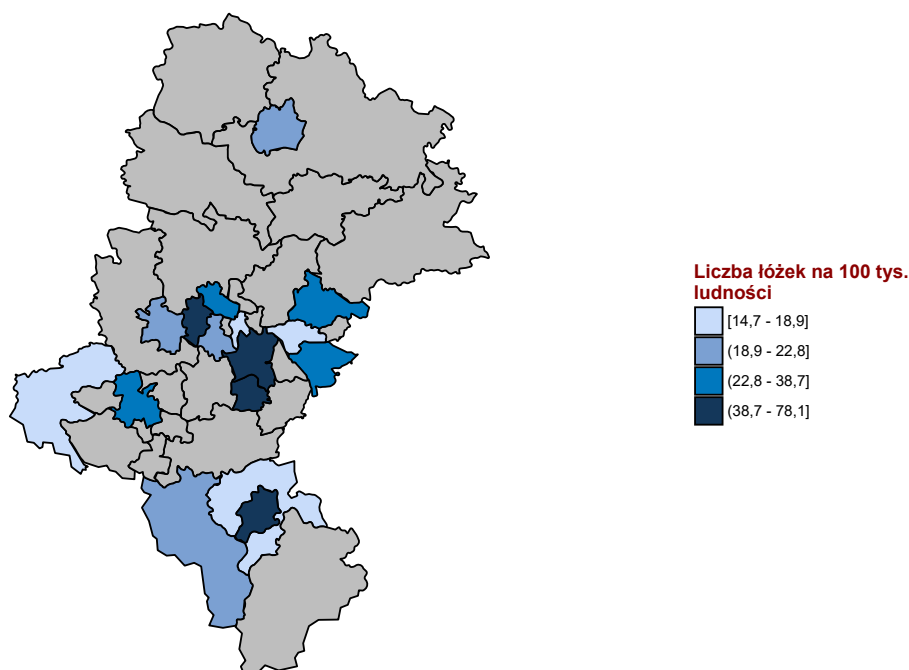 Liczba łóżek na 100 tys.
ludności
[14,7 - 18,9]
(18,9 - 22,8]
(22,8 - 38,7]
(38,7 - 78,1]